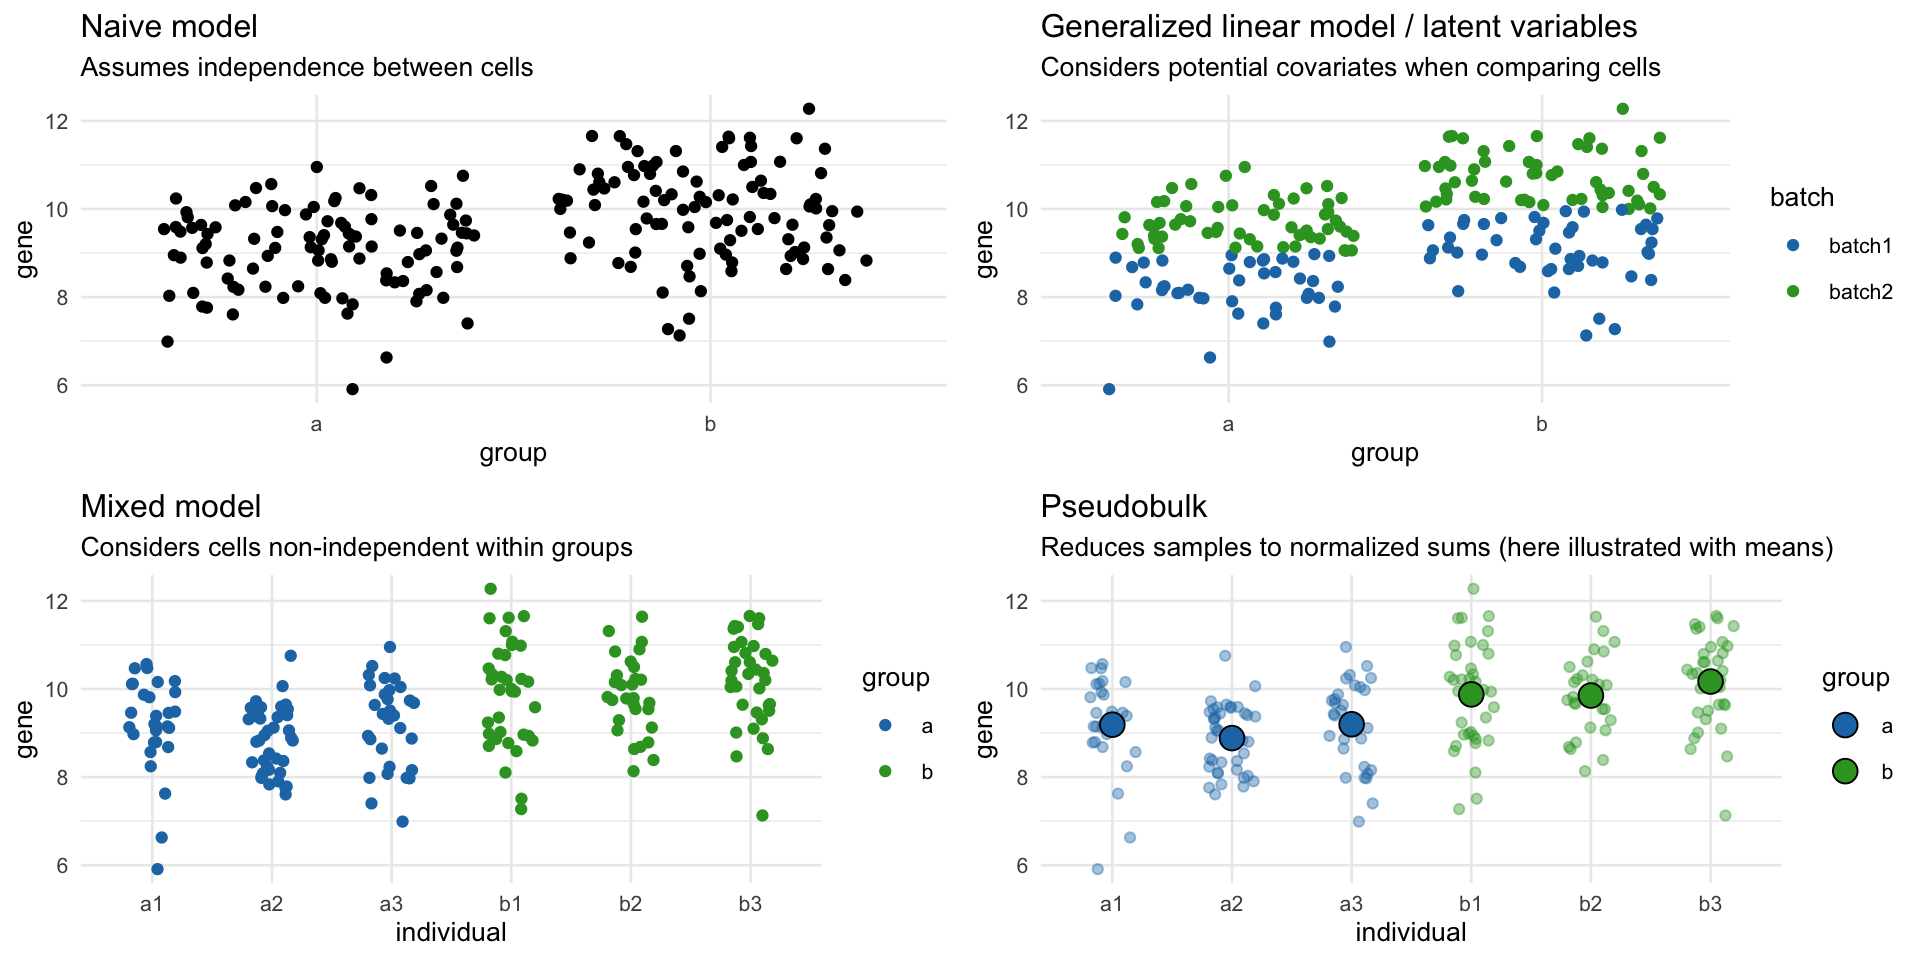 Naive model
Assumes independence between cells
12
10
8
6
gene
a
b
group
Generalized linear model / latent variables
Considers potential covariates when comparing cells
12
10
8
6
gene
a
b
group
batch
batch1
batch2
Mixed model
Considers cells non-independent within groups
12
10
8
6
gene
a1
a2
a3
b1
b2
b3
individual
group
a
b
Pseudobulk
Reduces samples to normalized sums (here illustrated with means)
12
10
8
6
gene
a1
a2
a3
b1
b2
b3
individual
group
a
b